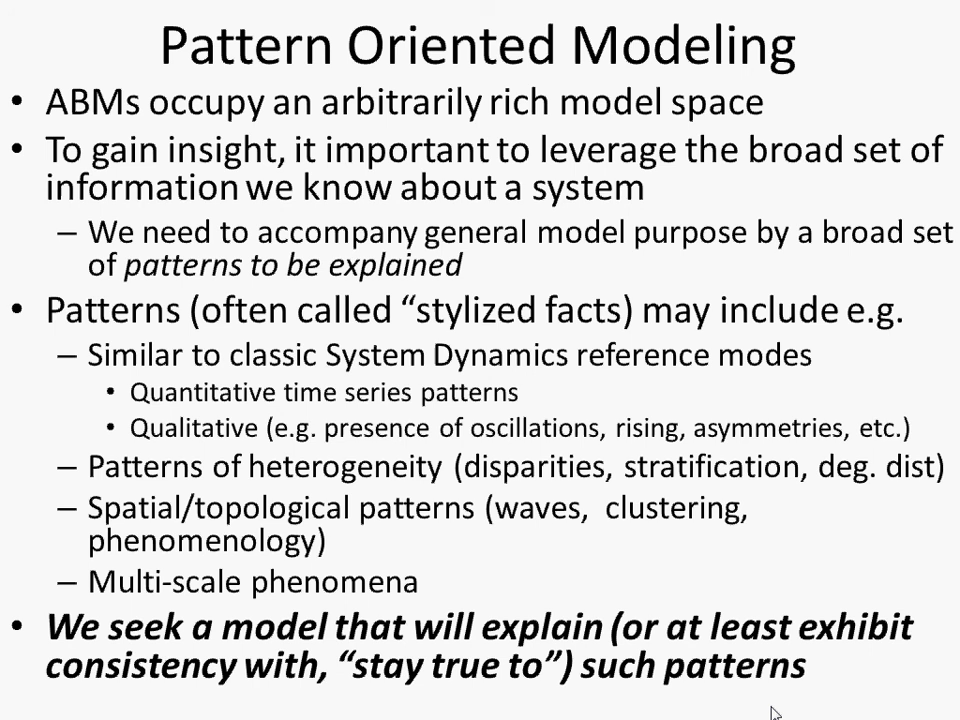 Pattern Oriented Modeling
• ABMs occupy an arbitrarily rich model space
• To gain insight, it important to leverage the broad set of
information we know about a system
– We need to accompany general model purpose by a broad set
of patterns to be explained
• Patterns (often called “stylized facts) may include e.g.
– Similar to classic System Dynamics reference modes
• Quantitative time series patterns
• Qualitative (e.g. presence of oscillations, rising, asymmetries, etc.)
– Patterns of heterogeneity (disparities, stratification, deg. dist)
– Spatial/topological patterns (waves, clustering,
phenomenology)
– Multi-scale phenomena
• We seek a model that will explain (or at least exhibit
consistency with, “stay true to”) such patterns